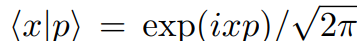 ⟨x|p⟩ = exp(ixp)/√2π